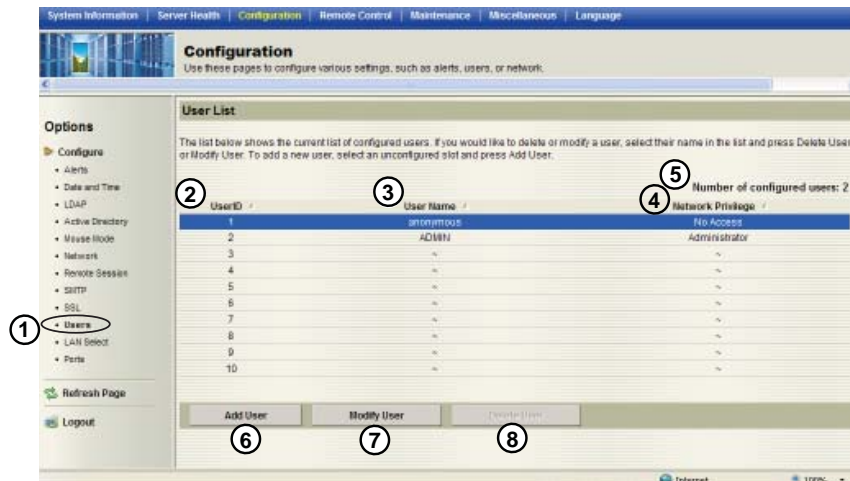 System Information | Server Health | Configuration | Remote Control | Maintenance | Miscellaneous | Language
Configuration
Use these pages to configure various settings, such as alerts, users, or network.
Options
Configure
• Alerts
• Date and Time
• LDAP
• Active Directory
• Mouse Mode
• Network
• Remote Session
• SMTP
• SSL
1
• Users
• LAN Select
• Ports
Refresh Page
Logout
User List
The list below shows the current list of configured users. If you would like to delete or modify a user, select their name in the list and press Delete User
or Modify User. To add a new user, select an unconfigured slot and press Add User.
5
Number of configured users: 2
2 3 4
UserID / User Name / Network Privilege /
1 anonymous No Access
2 ADMIN Administrator
3 ~ ~
4 ~ ~
5 ~ ~
6 ~ ~
7 ~ ~
8 ~ ~
9 ~ ~
10 ~ ~
Add User Modify User Delete User
6 7 8
Internet 100%